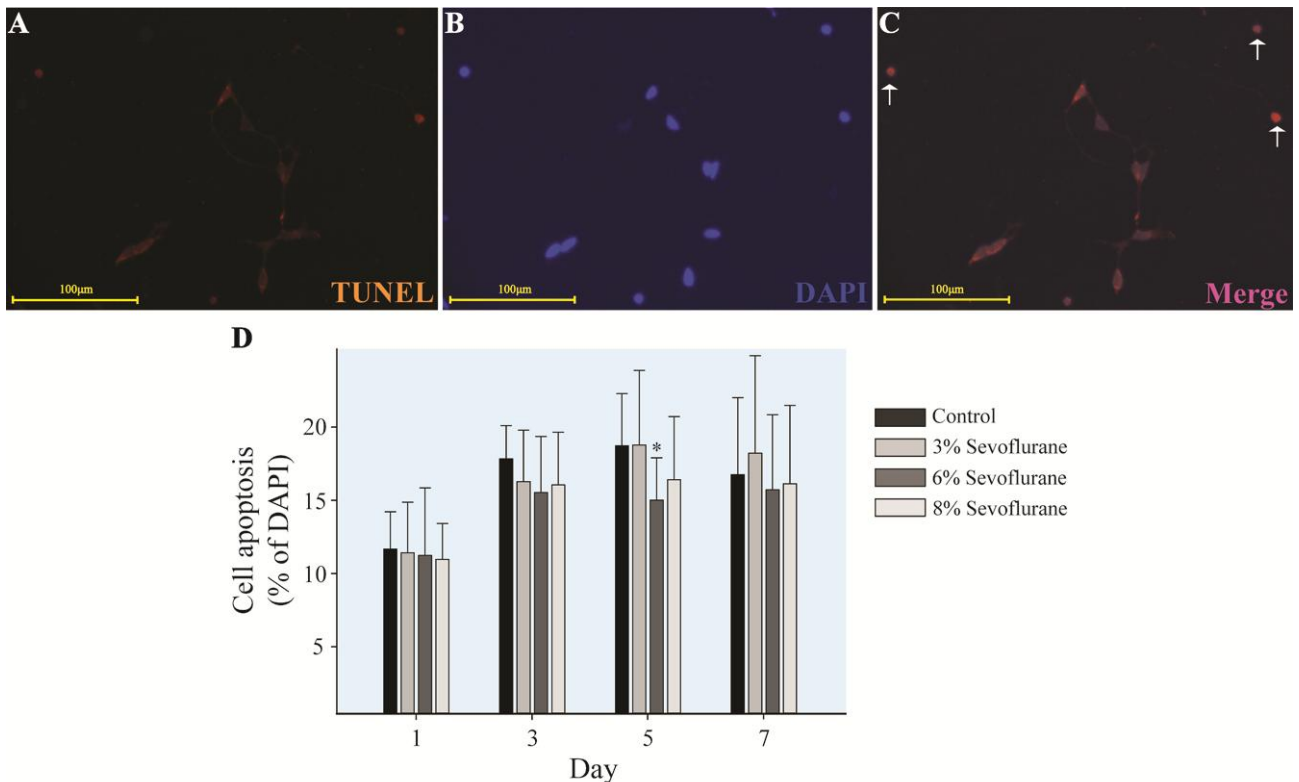 A
B
C
100µm
TUNEL
100µm
DAPI
100µm
Merge
D
Cell apoptosis
(% of DAPI)
20
15
10
5
*
1
3
5
7
Day
Control
3% Sevoflurane
6% Sevoflurane
8% Sevoflurane